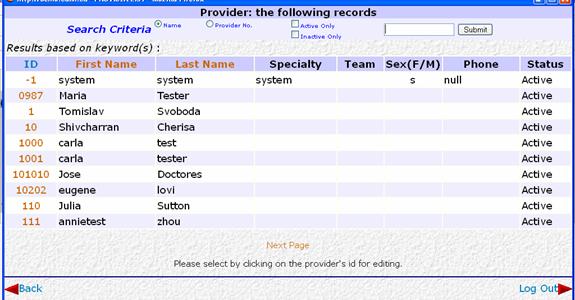 Provider: the following records
Search Criteria Name Provider No. Active Only
Inactive Only
Submit
Results based on keyword(s) :
ID First Name Last Name Specialty Team Sex(F/M) Phone Status
-1 system system system s null Active
0987 Maria Tester Active
1 Tomislav Svoboda Active
10 Shivcharran Cherisa Active
1000 carla test Active
1001 carla tester Active
101010 Jose Doctores Active
10202 eugene lovi Active
110 Julia Sutton Active
111 annietest zhou Active
Next Page
Please select by clicking on the provider's id for editing.
Back Log Out